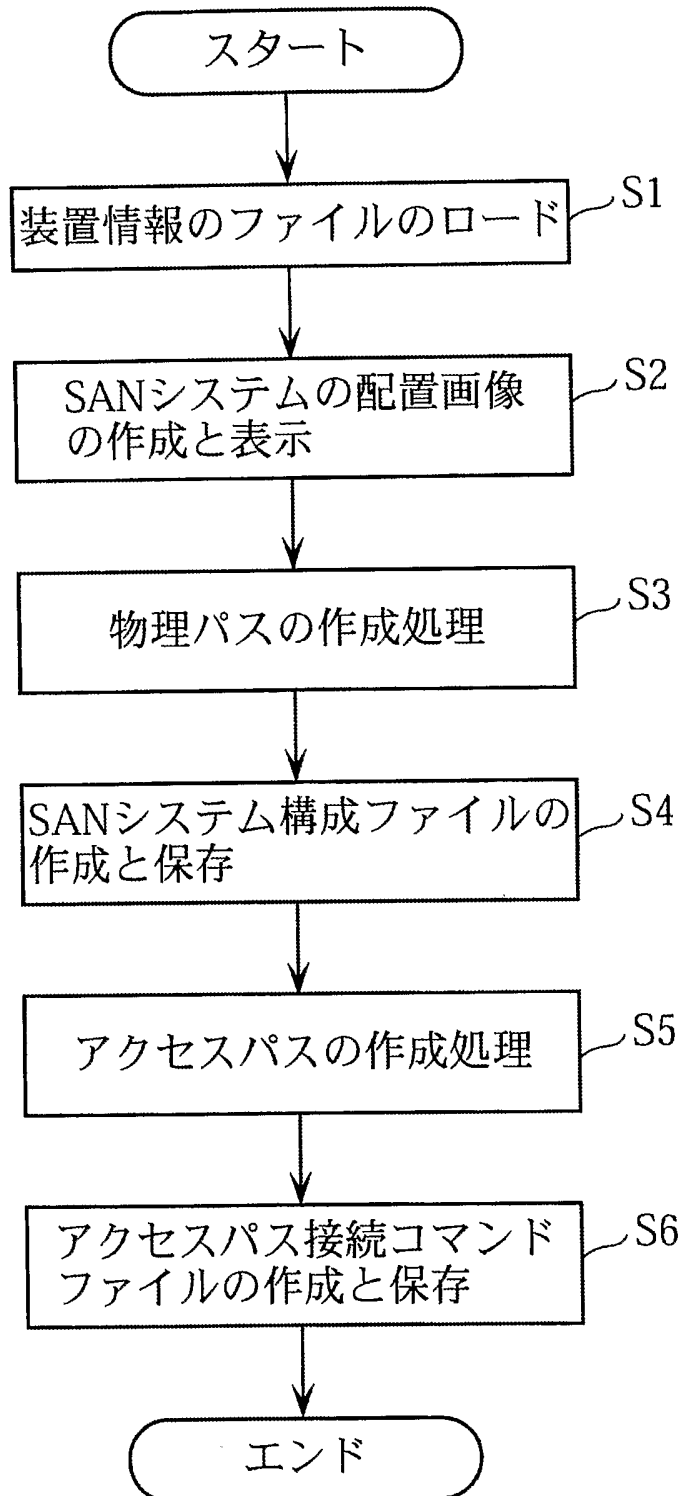 スタート
装置情報のファイルのロード
S1
SANシステムの配置画像
の作成と表示
S2
物理パスの作成処理
S3
SANシステム構成ファイルの
作成と保存
S4
アクセスパスの作成処理
S5
アクセスパス接続コマンド
ファイルの作成と保存
S6
エンド